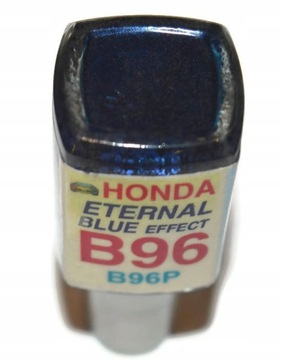 HONDA
ETERNAL
BLUE EFFECT
B96
B96P